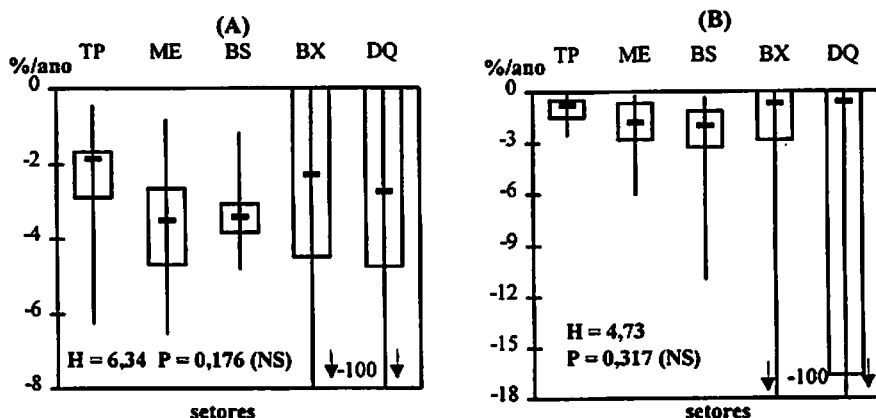 (A)
TP ME BS BX DQ
%/ano
0
-2
-4
-6
-8
H = 6,34 P = 0,176 (NS)
-100
setores
(B)
TP ME BS BX DQ
%/ano
0
-3
-6
-9
-12
-15
-18
H = 4,73
P = 0,317 (NS)
-100
setores